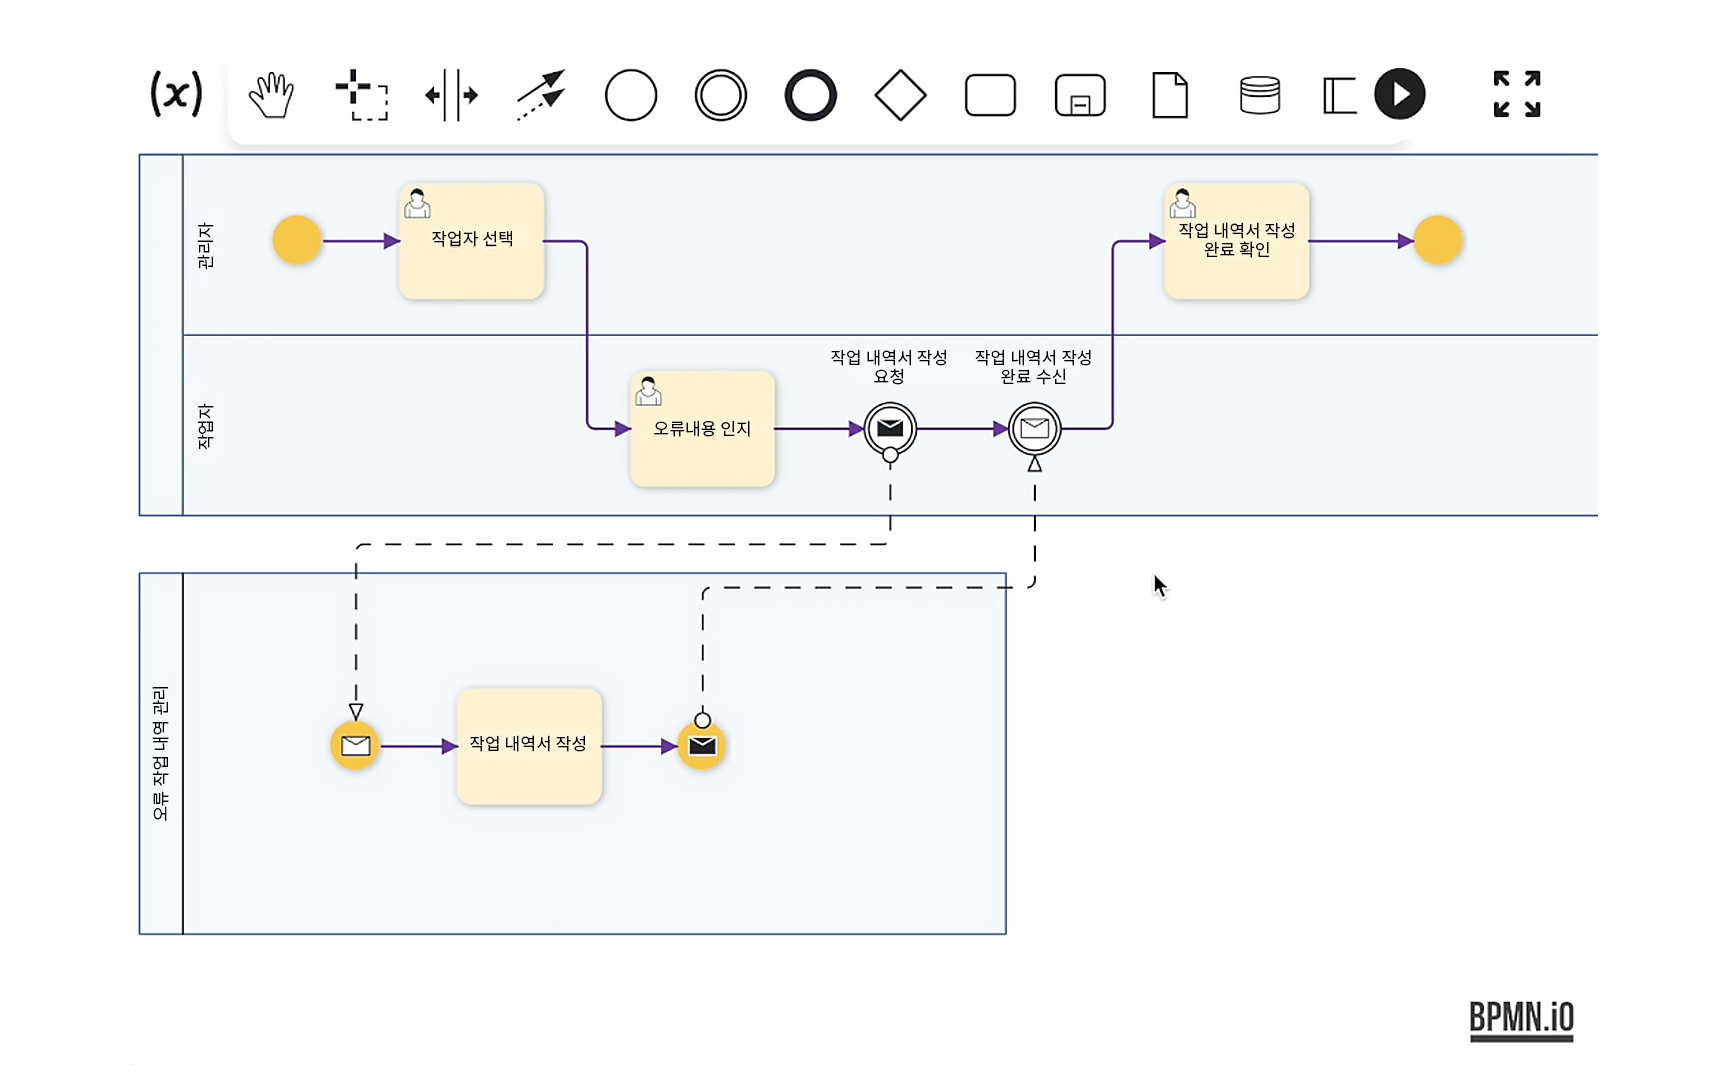 (x)
관리자
작업자 선택
작업 내역서 작성
완료 확인
작업자
오류내용 인지
작업 내역서 작성
요청
작업 내역서 작성
완료 수신
오류 작업 내역 관리
작업 내역서 작성
BPMN.iO